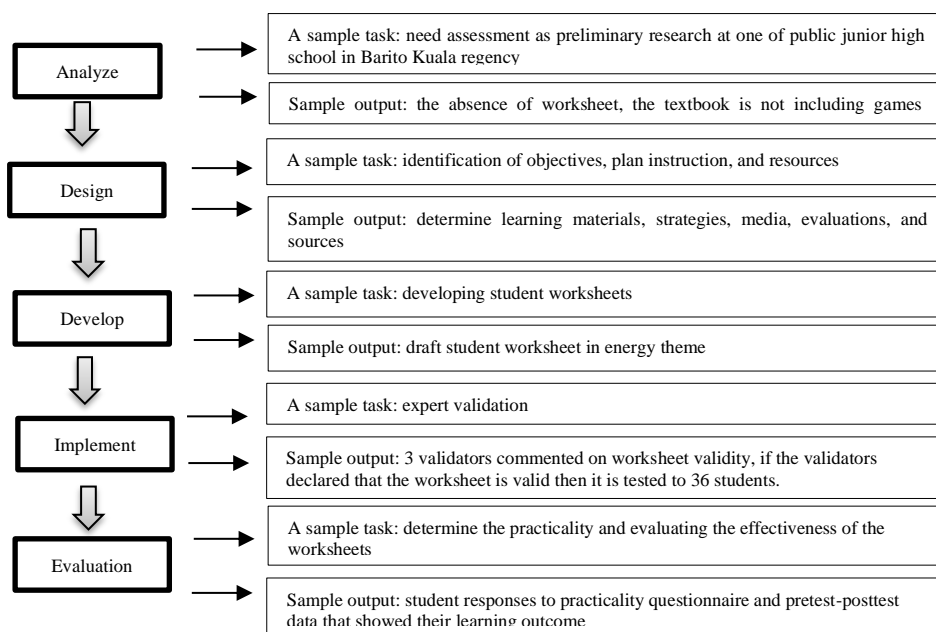 Analyze
A sample task: need assessment as preliminary research at one of public junior high
school in Barito Kuala regency
Sample output: the absence of worksheet, the textbook is not including games
Design
A sample task: identification of objectives, plan instruction, and resources
Sample output: determine learning materials, strategies, media, evaluations, and
sources
Develop
A sample task: developing student worksheets
Sample output: draft student worksheet in energy theme
Implement
A sample task: expert validation
Sample output: 3 validators commented on worksheet validity, if the validators
declared that the worksheet is valid then it is tested to 36 students.
Evaluation
A sample task: determine the practicality and evaluating the effectiveness of the
worksheets
Sample output: student responses to practicality questionnaire and pretest-posttest
data that showed their learning outcome